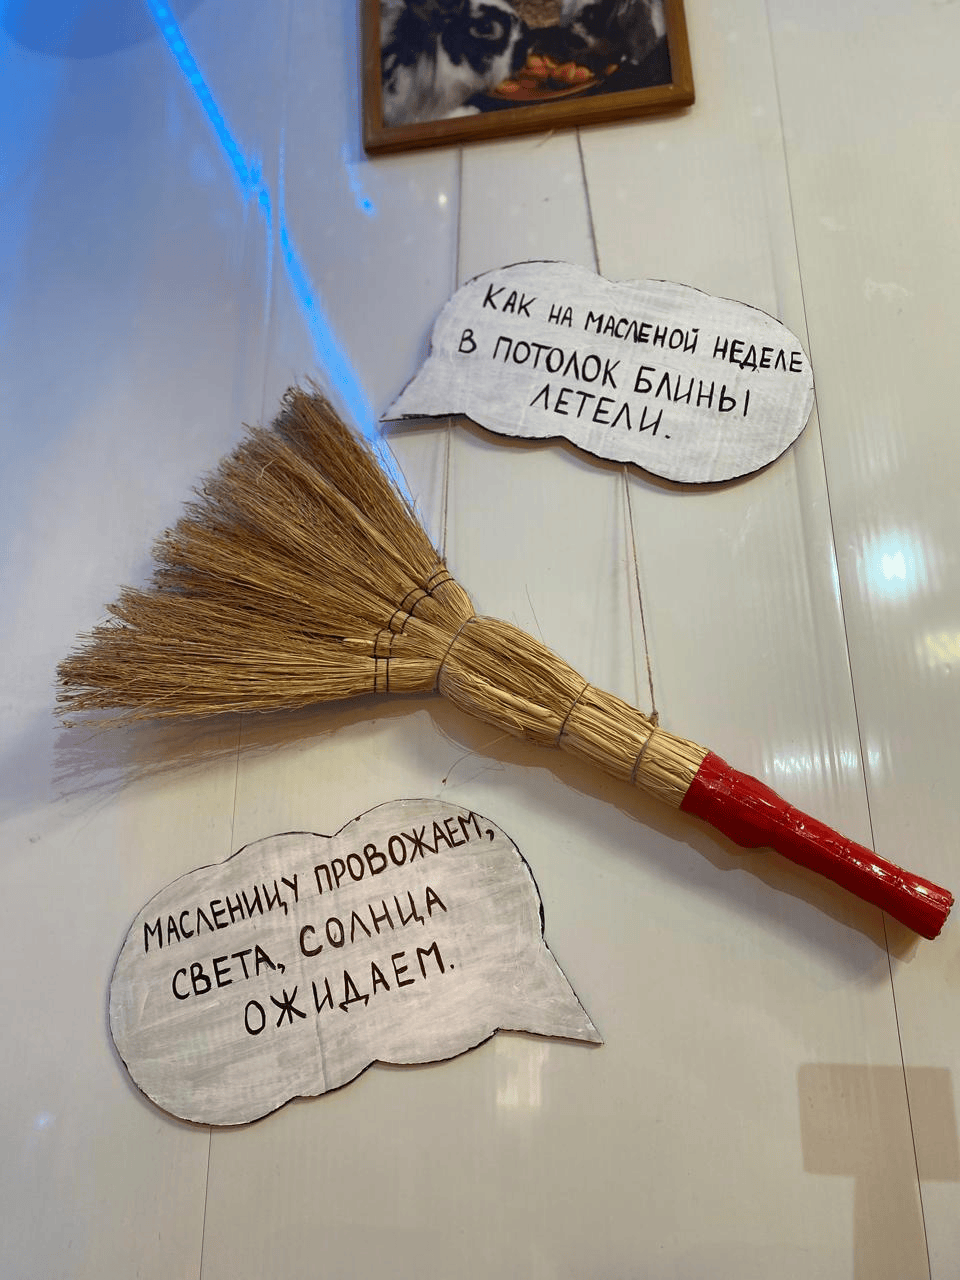 КАК НА МАСЛЕНОЙ НЕДЕЛЕ
В ПОТОЛОК БЛИНЫ
ЛЕТЕЛИ.
МАСЛЕНИЦУ ПРОВОЖАЕМ,
СВЕТА, СОЛНЦА
ОЖИДАЕМ.